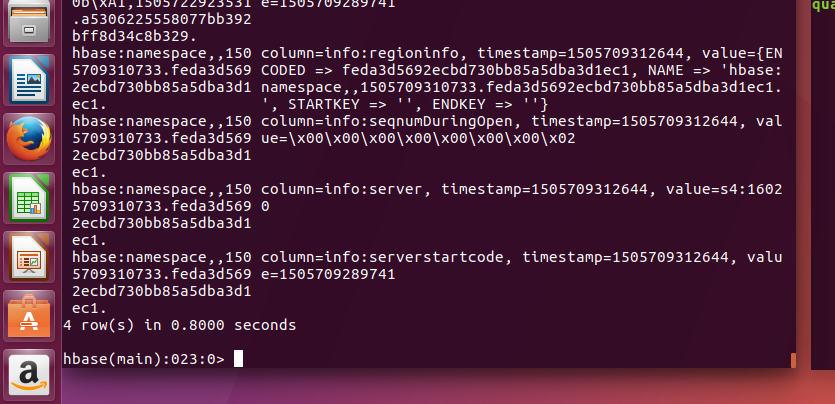 0b\xA1,1505722923531 e=1505709289741
.a5306225558077bb392
bff8d34c8b329.
hbase:namespace,,150 column=info:regioninfo, timestamp=1505709312644, value={EN
5709310733.feda3d569 CODED => feda3d5692ecbd730bb85a5dba3d1ec1, NAME => 'hbase:
2ecbd730bb85a5dba3d1 namespace,,1505709310733.feda3d5692ecbd730bb85a5dba3d1ec1.
ec1. ', STARTKEY => '', ENDKEY => ''}
hbase:namespace,,150 column=info:seqnumDuringOpen, timestamp=1505709312644, val
5709310733.feda3d569 ue=\x00\x00\x00\x00\x00\x00\x00\x02
2ecbd730bb85a5dba3d1
ec1.
hbase:namespace,,150 column=info:server, timestamp=1505709312644, value=s4:1602
5709310733.feda3d569 0
2ecbd730bb85a5dba3d1
ec1.
hbase:namespace,,150 column=info:serverstartcode, timestamp=1505709312644, valu
5709310733.feda3d569 e=1505709289741
2ecbd730bb85a5dba3d1
ec1.
4 row(s) in 0.8000 seconds
hbase(main):023:0>
qua